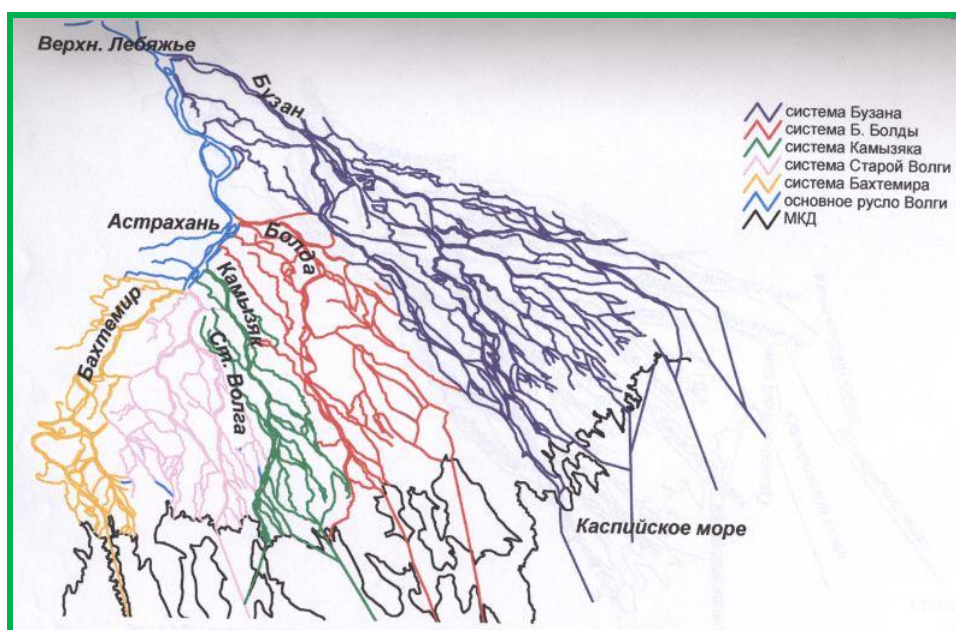 Верхн. Лебяжье
Бузан
система Бузана
система Б. Болды
система Камызяка
система Старой Волги
система Бахтемира
основное русло Волги
МКД
Астрахань
Болда
Камызяк
Бахтемир
Ст. Волга
Каспийское море